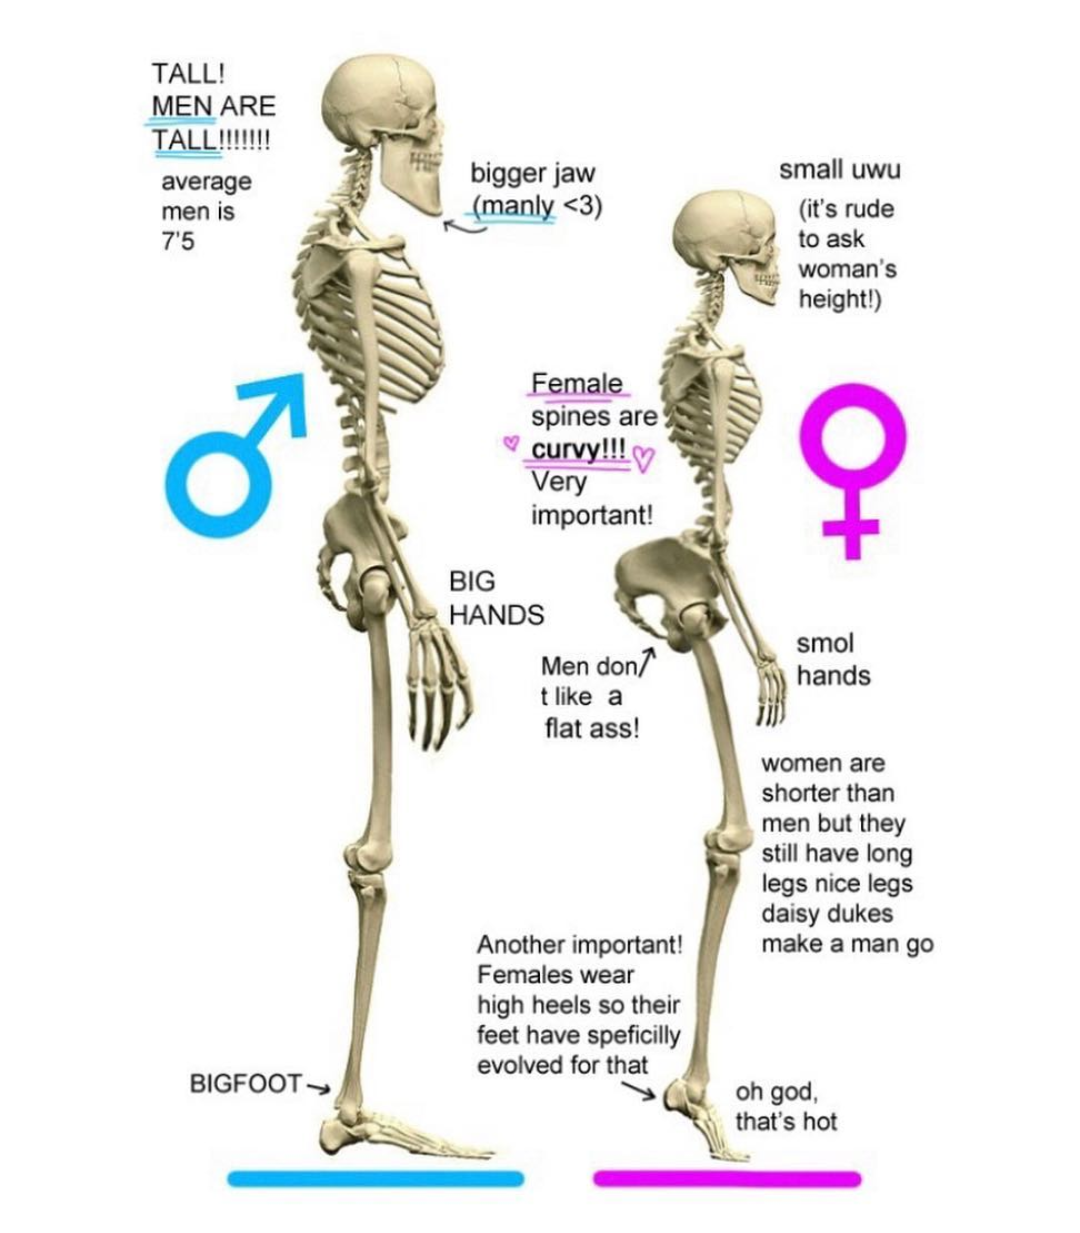 TALL!
MEN ARE
TALL!!!!!!!
average
men is
7'5
bigger jaw
(manly <3)
small uwu
(it's rude
to ask
woman's
height!)
Female
spines are
curvy!!!
Very
important!
BIG
HANDS
Men don/
t like a
flat ass!
smol
hands
women are
shorter than
men but they
still have long
legs nice legs
daisy dukes
make a man go
Another important!
Females wear
high heels so their
feet have speficilly
evolved for that
BIGFOOT
oh god,
that's hot